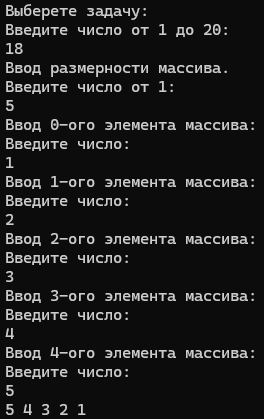 Выберете задачу:
Введите число от 1 до 20:
18
Ввод размерности массива.
Введите число от 1:
5
Ввод 0-ого элемента массива:
Введите число:
1
Ввод 1-ого элемента массива:
Введите число:
2
Ввод 2-ого элемента массива:
Введите число:
3
Ввод 3-ого элемента массива:
Введите число:
4
Ввод 4-ого элемента массива:
Введите число:
5
5 4 3 2 1